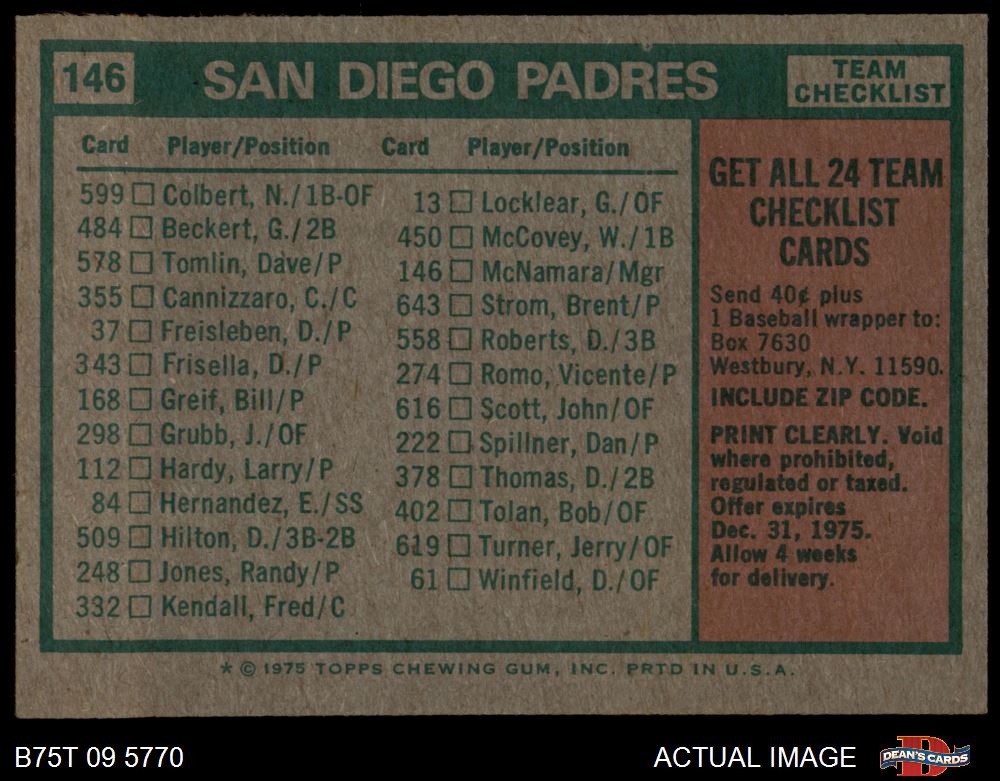 146
SAN DIEGO PADRES
TEAM
CHECKLIST
Card Player/Position Card Player/Position
599 □ Colbert, N./1B-OF
484 □ Beckert, G./2B
578 □ Tomlin, Dave/P
355 □ Cannizzaro, C./C
37 □ Freisleben, D./P
343 □ Frisella, D./P
168 □ Greif, Bill/P
298 □ Grubb, J./OF
112 □ Hardy, Larry/P
84 □ Hernandez, E./SS
509 □ Hilton, D./3B-2B
248 □ Jones, Randy/P
332 □ Kendall, Fred/C
13 □ Locklear, G./OF
450 □ McCovey, W./1B
146 □ McNamara/Mgr
643 □ Strom, Brent/P
558 □ Roberts, D./3B
274 □ Romo, Vicente/P
616 □ Scott, John/OF
222 □ Spillner, Dan/P
378 □ Thomas, D./2B
402 □ Tolan, Bob/OF
619 □ Turner, Jerry/OF
61 □ Winfield, D./OF
GET ALL 24 TEAM
CHECKLIST
CARDS
Send 40¢ plus
1 Baseball wrapper to:
Box 7630
Westbury, N.Y. 11590.
INCLUDE ZIP CODE.
PRINT CLEARLY. Void
where prohibited,
regulated or taxed.
Offer expires
Dec. 31, 1975.
Allow 4 weeks
for delivery.
* © 1975 TOPPS CHEWING GUM, INC. PRTD IN U.S.A.
B75T 09 5770
ACTUAL IMAGE
D
DEAN'S CARDS